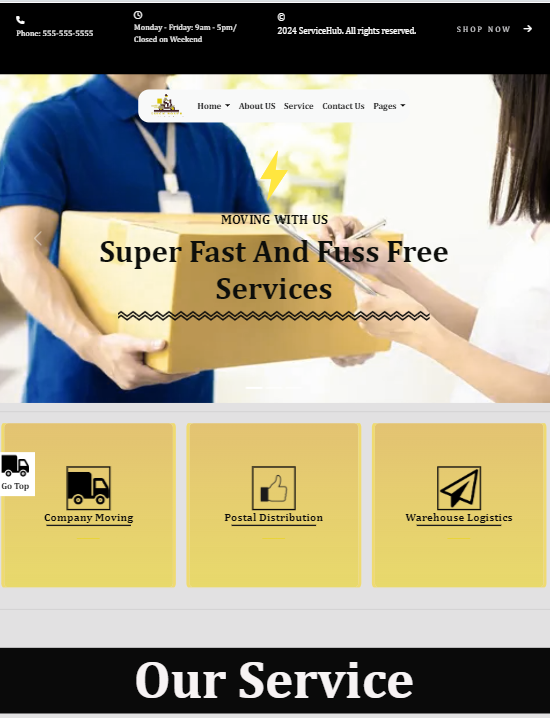 Phone: 555-555-5555
Monday - Friday: 9am - 5pm/
Closed on Weekend
©
2024 ServiceHub. All rights reserved.
SHOP NOW
Home
About US
Service
Contact Us
Pages
MOVING WITH US
Super Fast And Fuss Free
Services
Go Top
Company Moving
Postal Distribution
Warehouse Logistics
Our Service